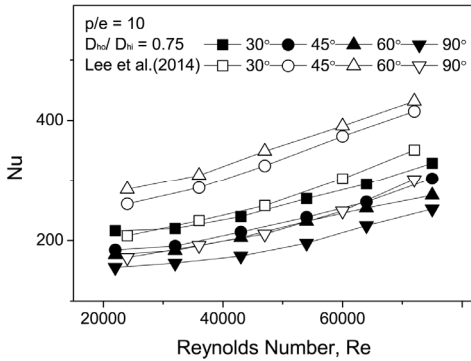 p/e = 10
Dₕₒ/ Dₕᵢ = 0.75 30° 45° 60° 90°
Lee et al.(2014) 30° 45° 60° 90°
Nu
400
200
20000 40000 60000
Reynolds Number, Re